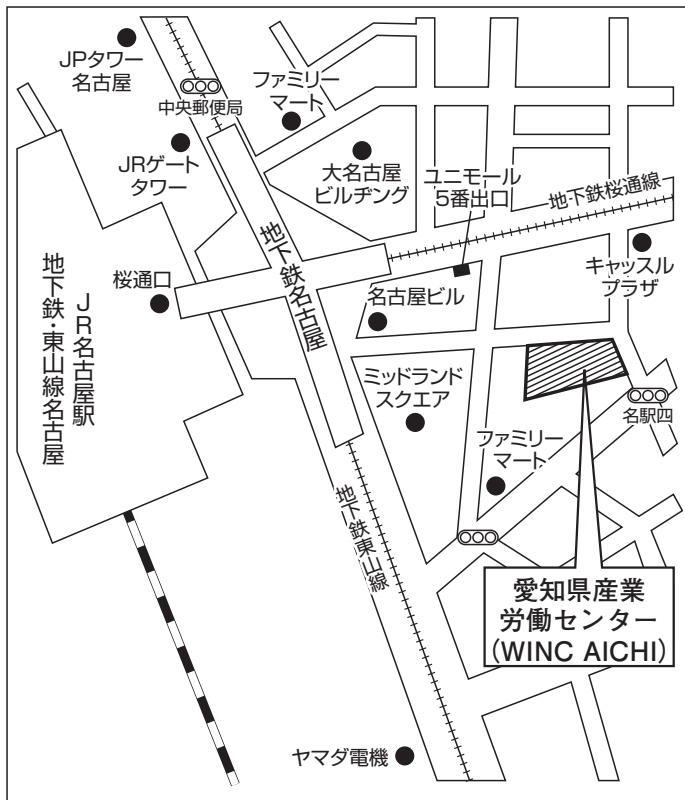 JPタワー
名古屋
中央郵便局
ファミリー
マート
JRゲート
タワー
大名古屋
ビルヂング
ユニモール
5番出口
地下鉄桜通線
キャッスル
プラザ
桜通口
地下鉄名古屋
名古屋ビル
JR名古屋駅
地下鉄・東山線名古屋
ミッドランド
スクエア
名駅四
ファミリー
マート
地下鉄東山線
愛知県産業
労働センター
(WINC AICHI)
ヤマダ電機